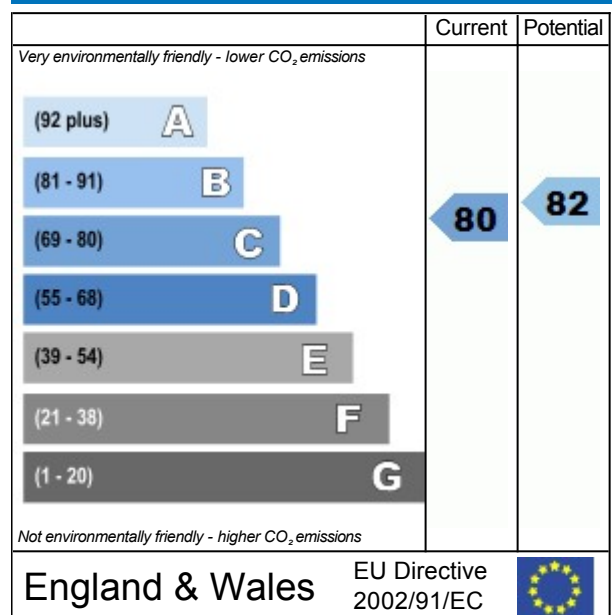 Current Potential
Very environmentally friendly - lower CO₂ emissions
(92 plus) A
(81 - 91) B
(69 - 80) C
(55 - 68) D
(39 - 54) E
(21 - 38) F
(1 - 20) G
80
82
Not environmentally friendly - higher CO₂ emissions
England & Wales
EU Directive
2002/91/EC